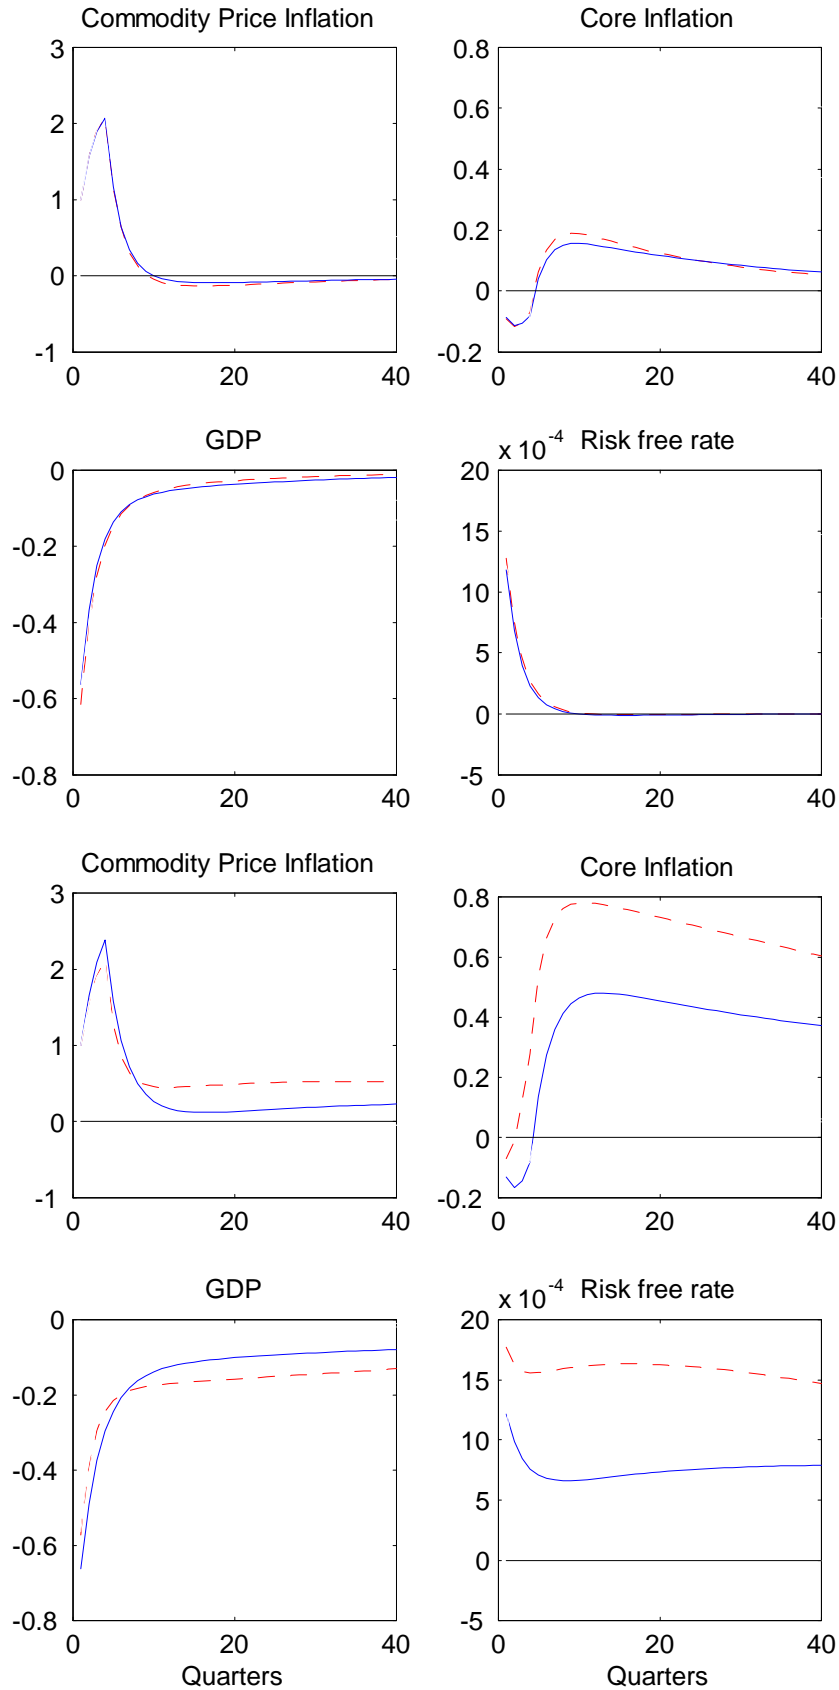 Commodity Price Inflation
3
2
1
0
-1
0 20 40
Core Inflation
0.8
0.6
0.4
0.2
0
-0.2
0 20 40
GDP
0
-0.2
-0.4
-0.6
-0.8
0 20 40
x 10-4 Risk free rate
20
15
10
5
0
-5
0 20 40
Commodity Price Inflation
3
2
1
0
-1
0 20 40
Core Inflation
0.8
0.6
0.4
0.2
0
-0.2
0 20 40
GDP
0
-0.2
-0.4
-0.6
-0.8
0 20 40
Quarters
x 10-4 Risk free rate
20
15
10
5
0
-5
0 20 40
Quarters